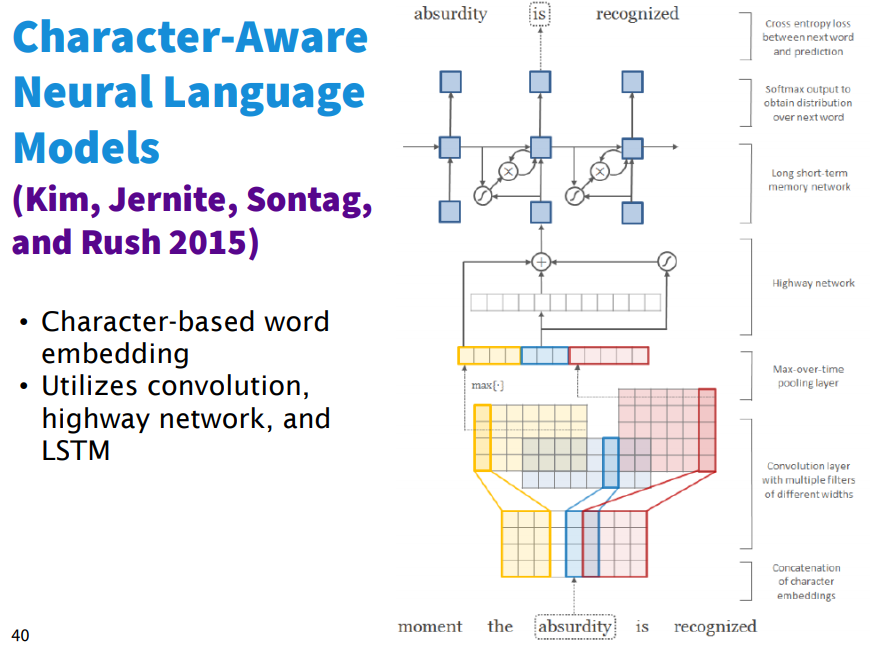 Character-Aware
Neural Language
Models
(Kim, Jernite, Sontag,
and Rush 2015)
• Character-based word
embedding
• Utilizes convolution,
highway network, and
LSTM
40
absurdity is recognized
Cross entropy loss
between next word
and prediction
Softmax output to
obtain distribution
over next word
Long short-term
memory network
Highway network
Max-over-time
pooling layer
max[·]
Convolution layer
with multiple filters
of different widths
Concatenation
of character
embeddings
moment the absurdity is recognized